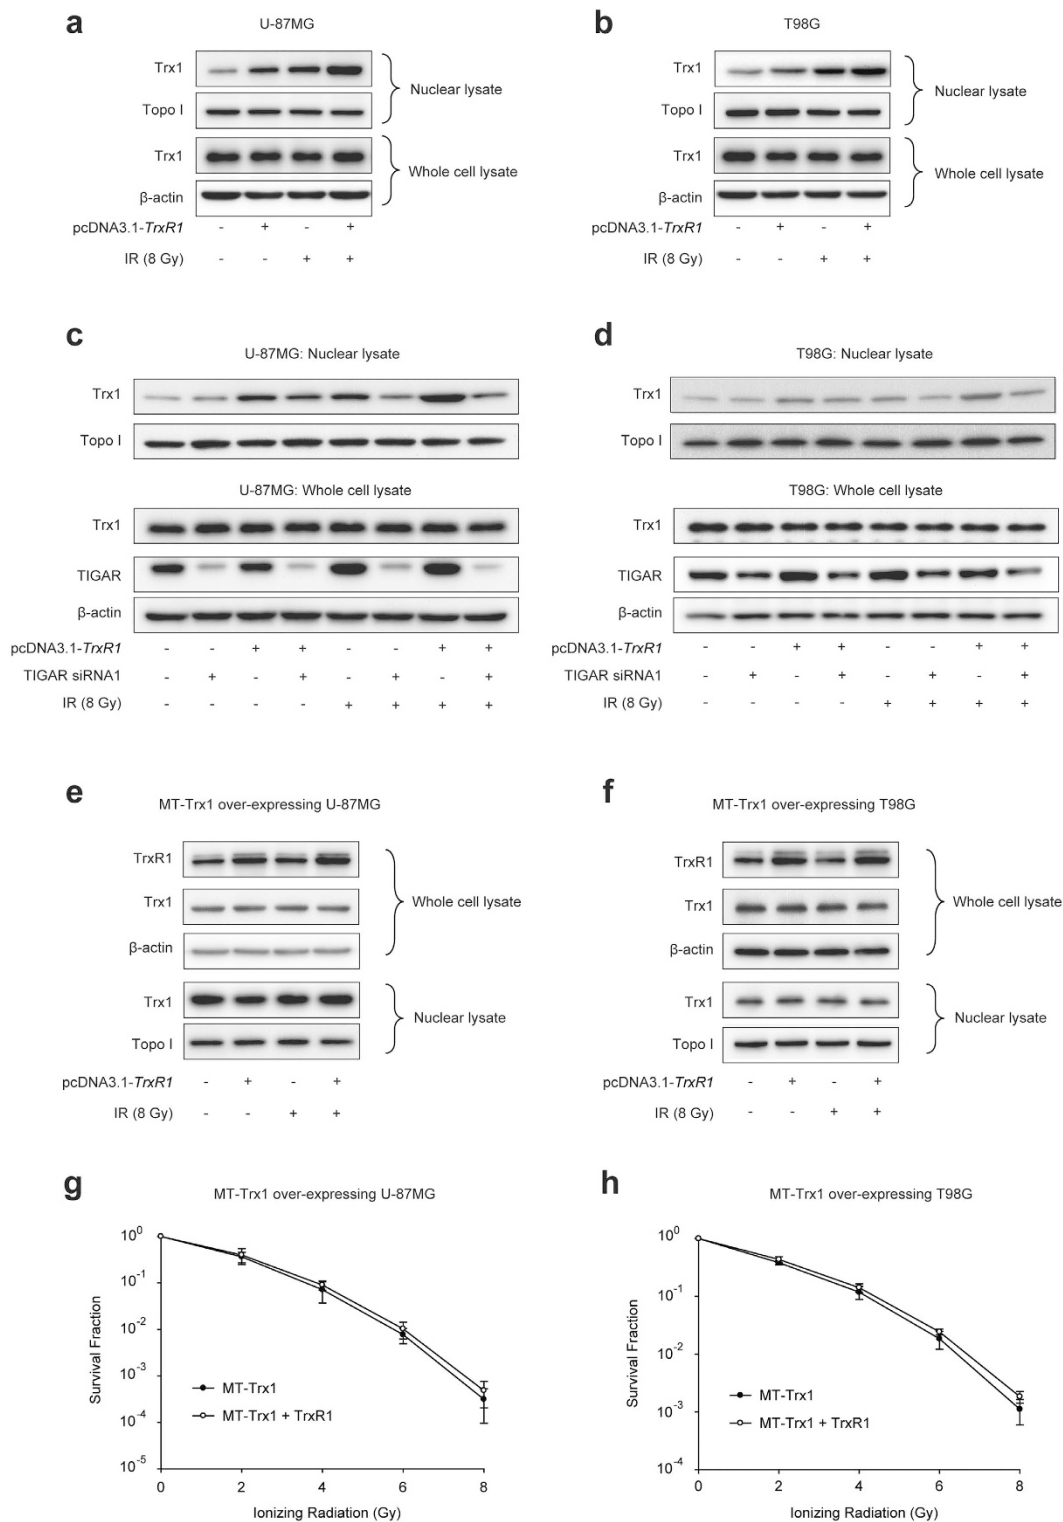 a
U-87MG
Trx1
Topo I
Nuclear lysate
Trx1
β-actin
Whole cell lysate
pcDNA3.1-TrxR1 - + - +
IR (8 Gy) - - + +
b
T98G
Trx1
Topo I
Nuclear lysate
Trx1
β-actin
Whole cell lysate
pcDNA3.1-TrxR1 - + - +
IR (8 Gy) - - + +
c
U-87MG: Nuclear lysate
Trx1
Topo I
U-87MG: Whole cell lysate
Trx1
TIGAR
β-actin
pcDNA3.1-TrxR1 - - + + - - + +
TIGAR siRNA1 - + - + - + - +
IR (8 Gy) - - - - + + + +
d
T98G: Nuclear lysate
Trx1
Topo I
T98G: Whole cell lysate
Trx1
TIGAR
β-actin
pcDNA3.1-TrxR1 - - + + - - + +
TIGAR siRNA1 - + - + - + - +
IR (8 Gy) - - - - + + + +
e
MT-Trx1 over-expressing U-87MG
TrxR1
Trx1
β-actin
Whole cell lysate
Trx1
Topo I
Nuclear lysate
pcDNA3.1-TrxR1 - + - +
IR (8 Gy) - - + +
f
MT-Trx1 over-expressing T98G
TrxR1
Trx1
β-actin
Whole cell lysate
Trx1
Topo I
Nuclear lysate
pcDNA3.1-TrxR1 - + - +
IR (8 Gy) - - + +
g
MT-Trx1 over-expressing U-87MG
Survival Fraction
10^0
10^-1
10^-2
10^-3
10^-4
10^-5
MT-Trx1
MT-Trx1 + TrxR1
0 2 4 6 8
Ionizing Radiation (Gy)
h
MT-Trx1 over-expressing T98G
Survival Fraction
10^0
10^-1
10^-2
10^-3
10^-4
MT-Trx1
MT-Trx1 + TrxR1
0 2 4 6 8
Ionizing Radiation (Gy)